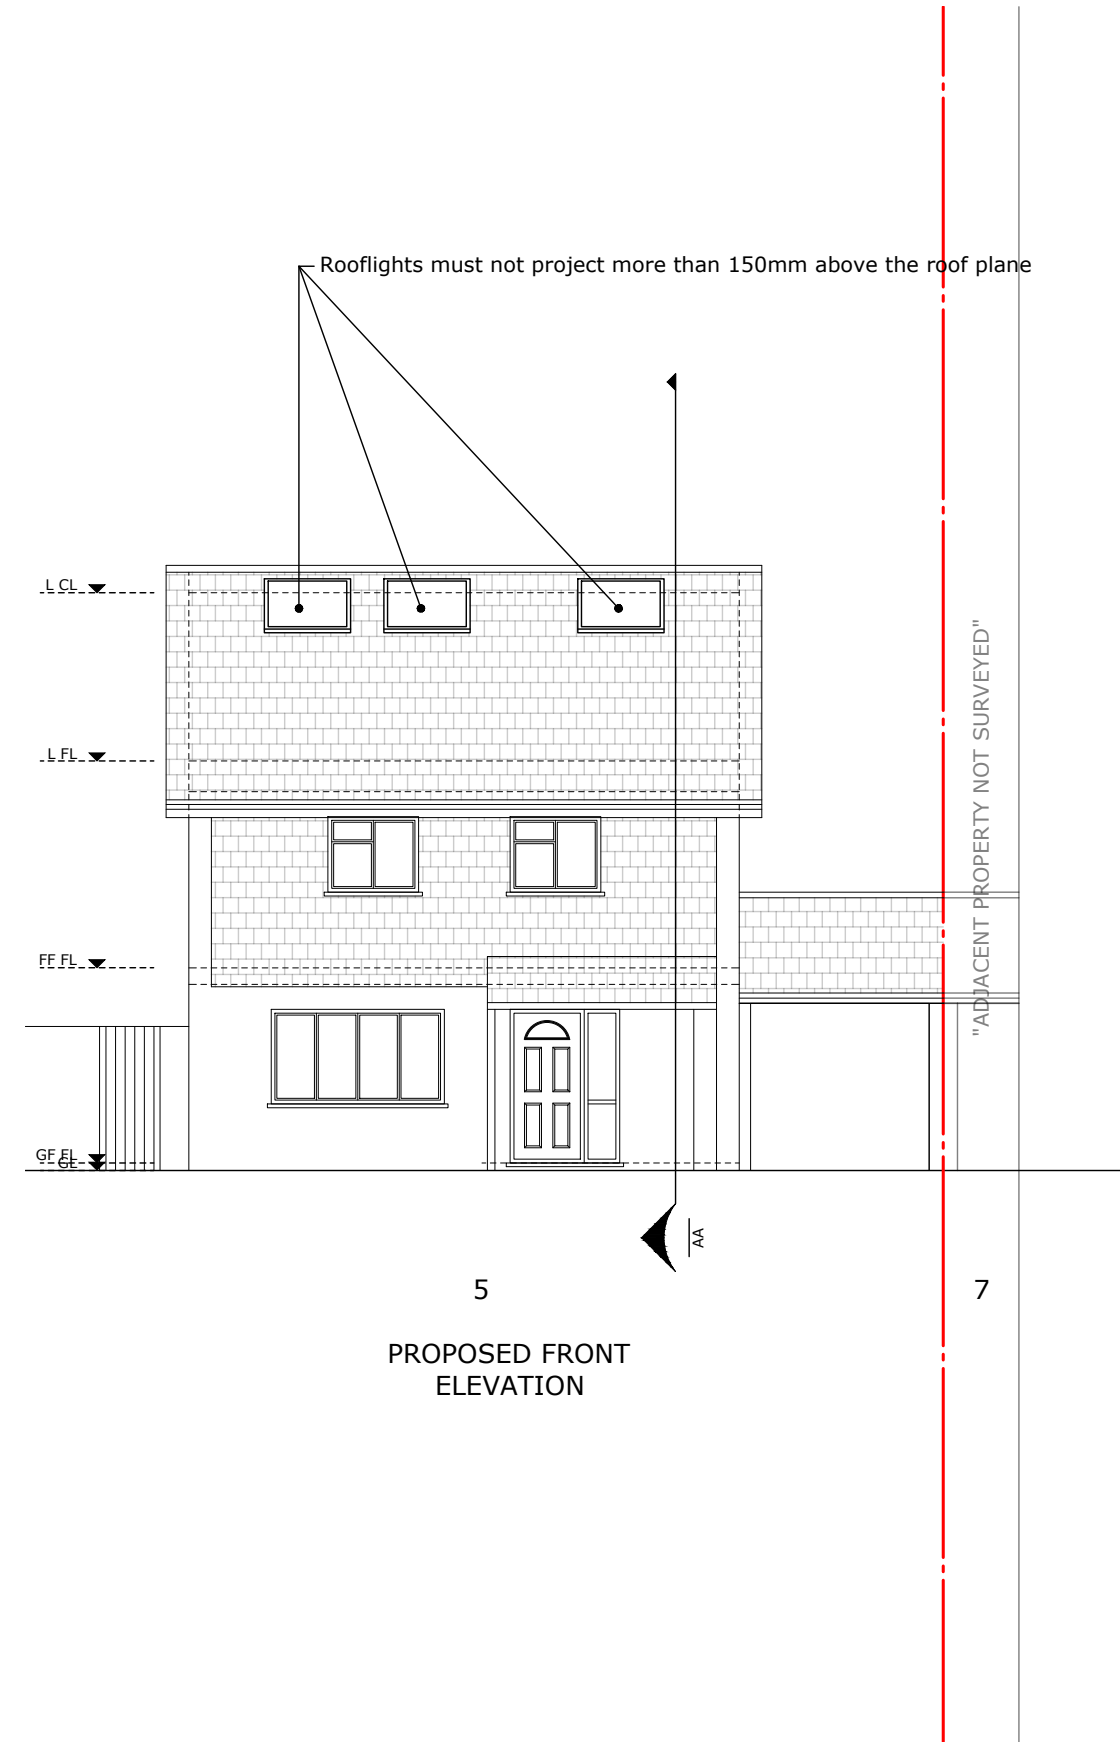 Rooflights must not project more than 150mm above the roof plane
L CL
L FL
"ADJACENT PROPERTY NOT SURVEYED"
FF FL
GF FL
GL
AA
5
7
PROPOSED FRONT
ELEVATION